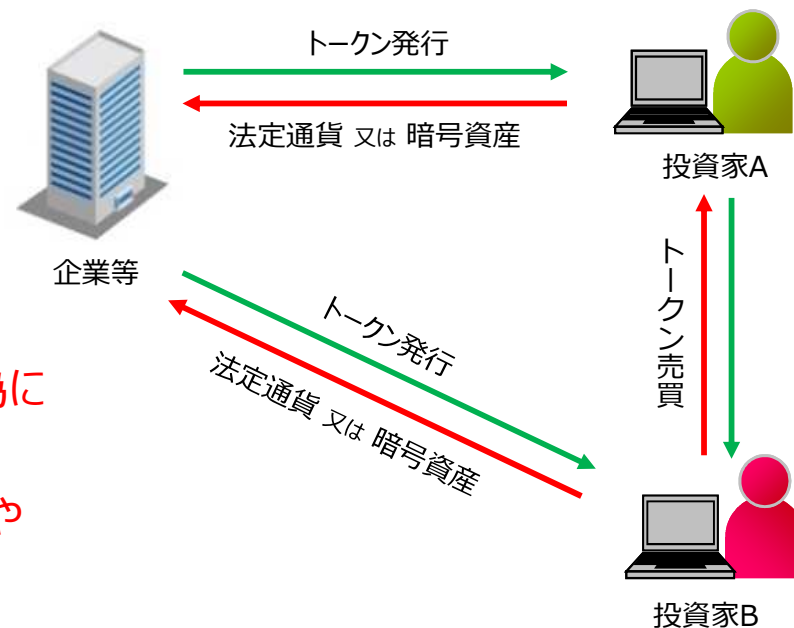 トークン発行
法定通貨 又は 暗号資産
投資家A
企業等
トークン発行
法定通貨 又は 暗号資産
トークン売買
に
や
投資家B